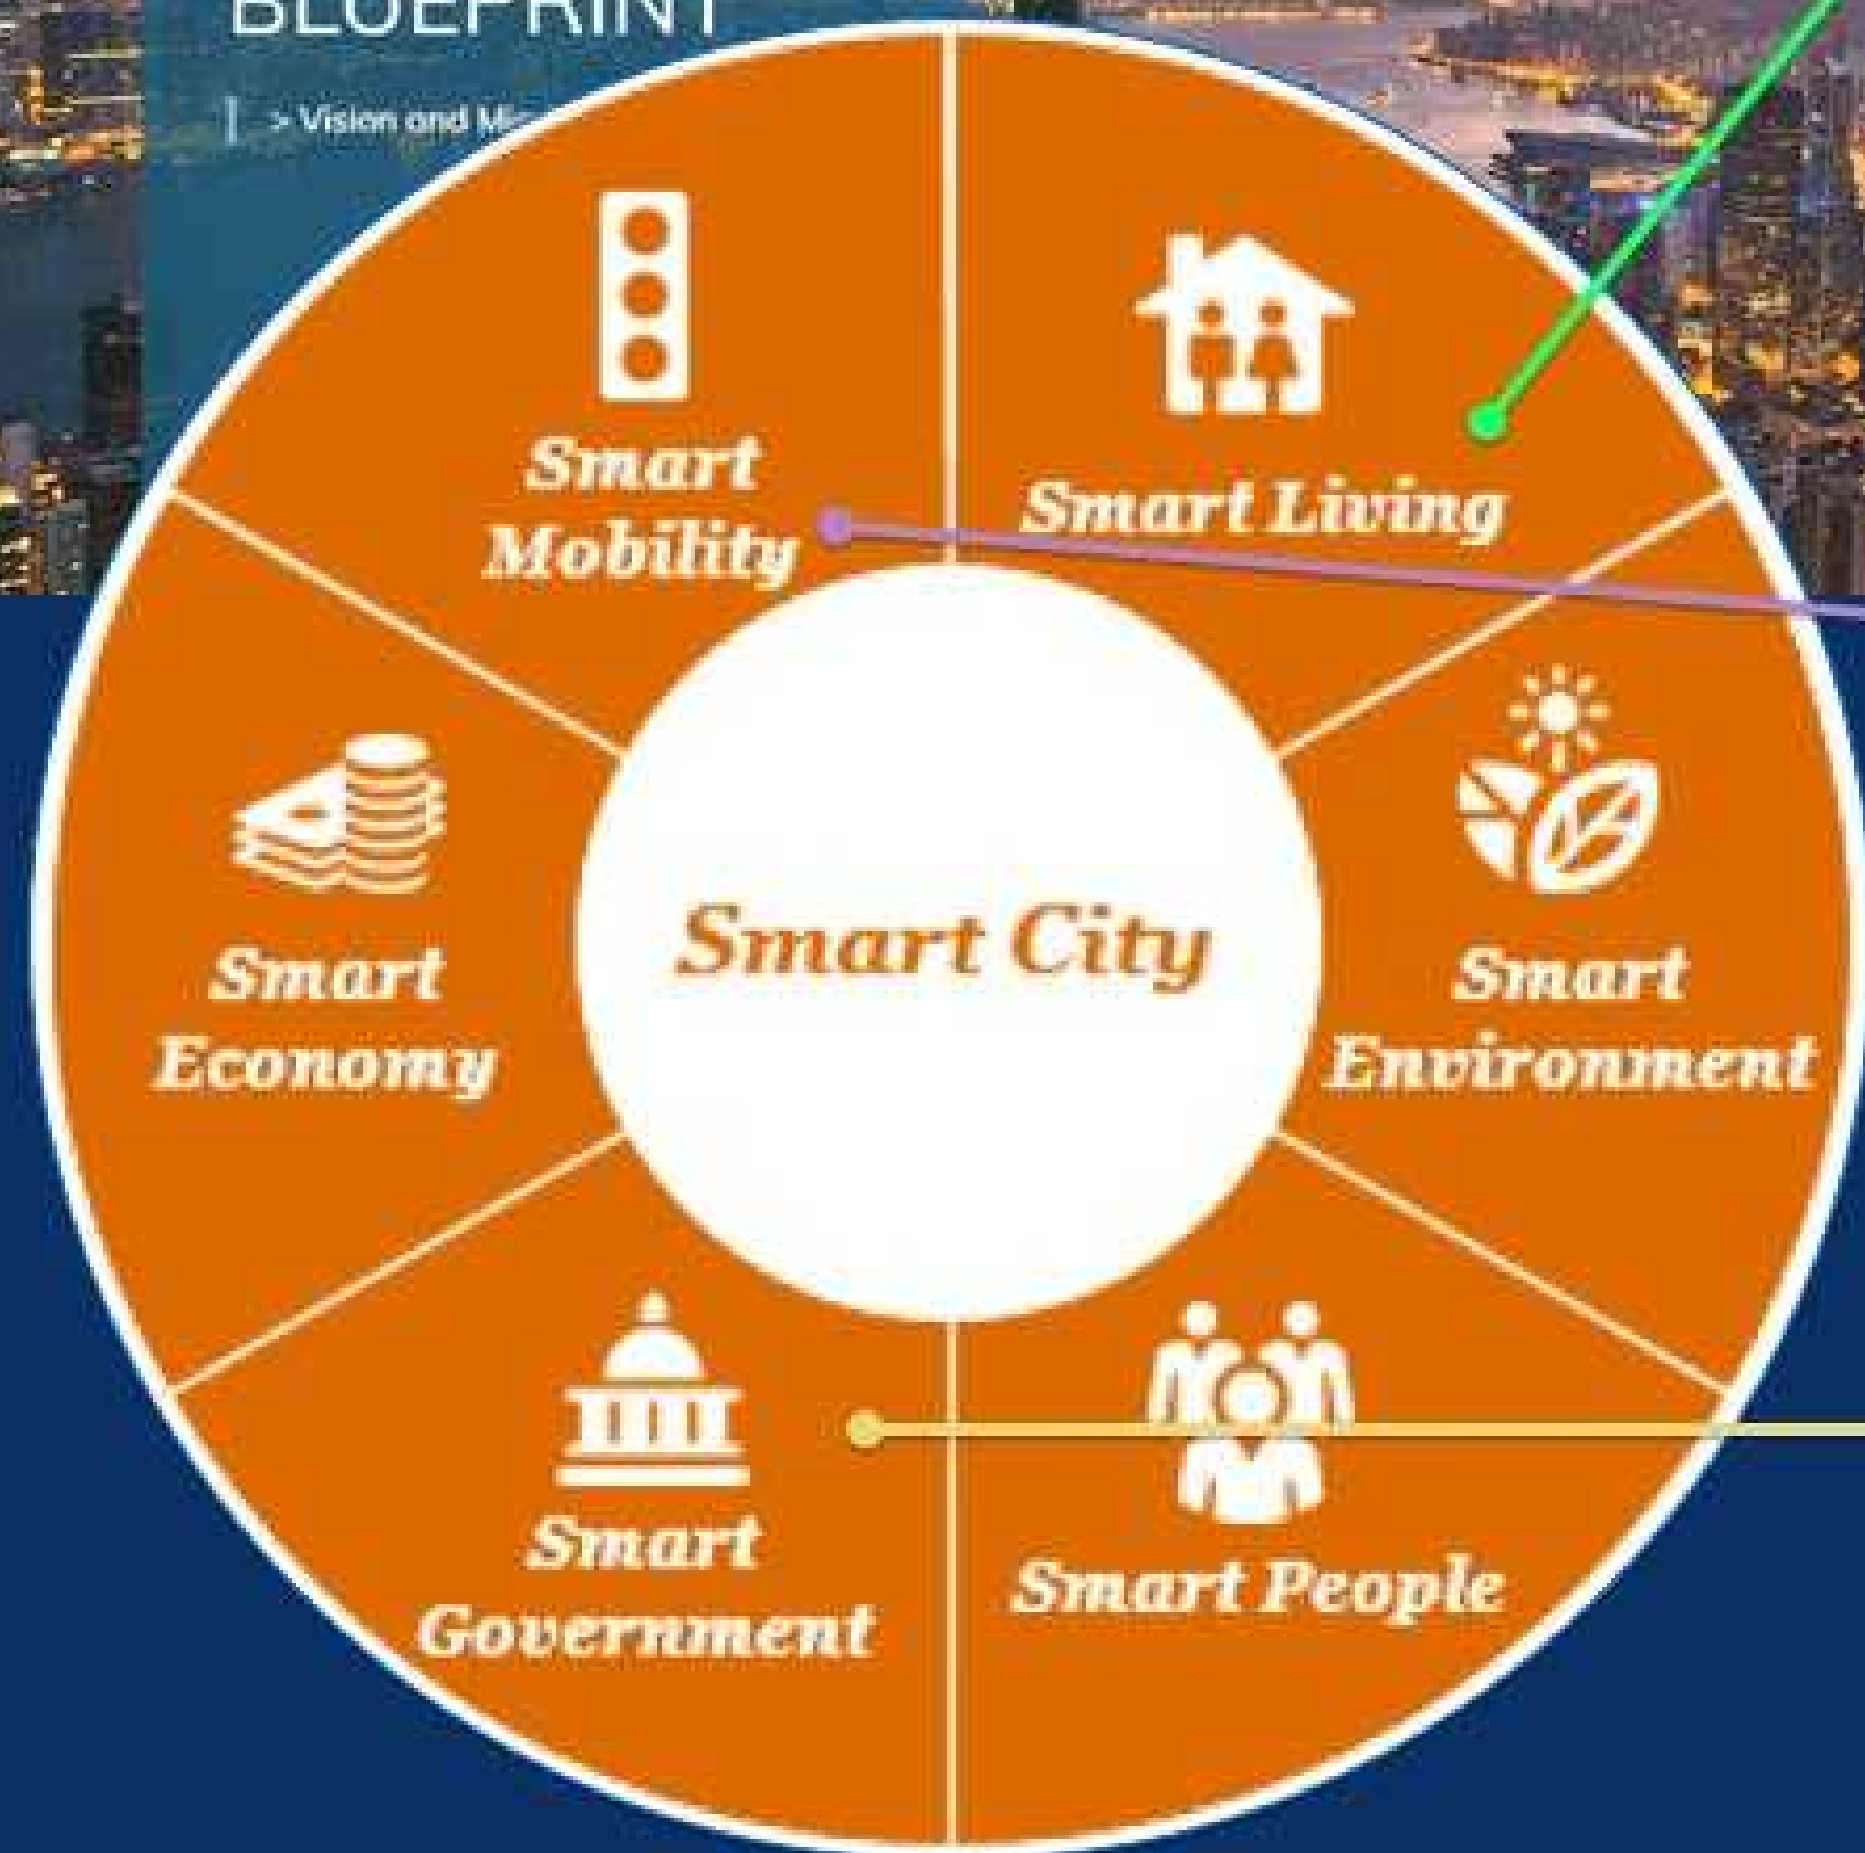 BLUEPRINT
> Vision and
Smart
Mobility
Smart Living
Smart
Economy
Smart City
Smart
Environment
Smart
Government
Smart People